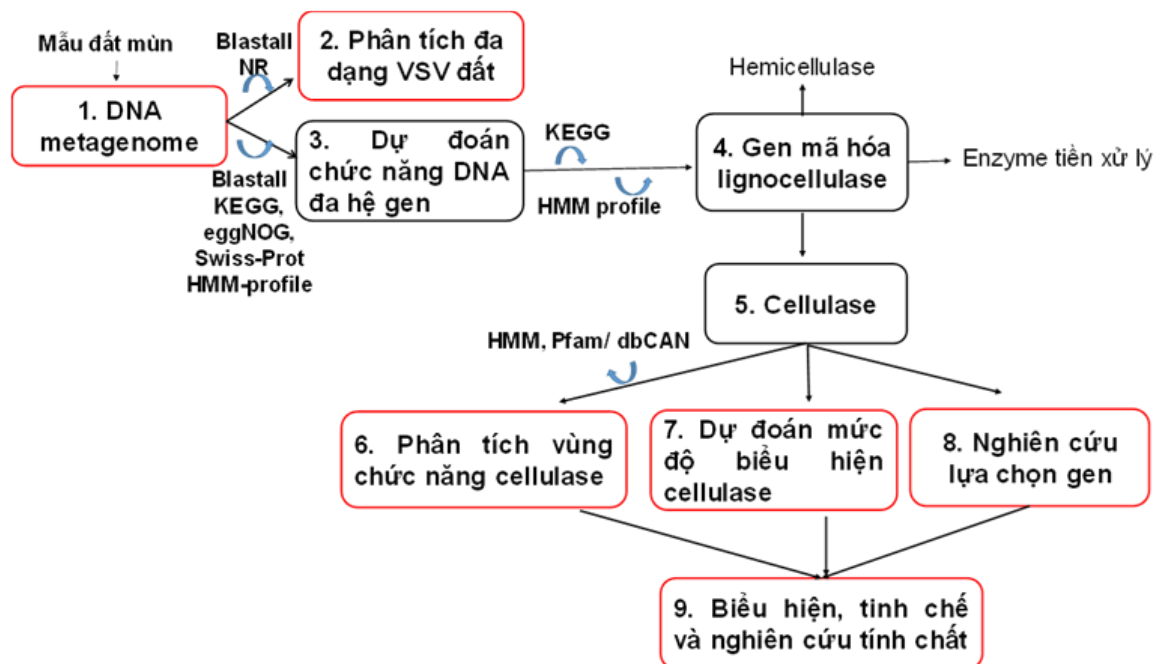 Mẫu đất mùn
1. DNA
metagenome
Blastall
NR
2. Phân tích đa
dạng VSV đất
Blastall
KEGG,
eggNOG,
Swiss-Prot
HMM-profile
3. Dự đoán
chức năng DNA
đa hệ gen
KEGG
HMM profile
Hemicellulase
4. Gen mã hóa
lignocellulase
Enzyme tiền xử lý
5. Cellulase
HMM, Pfam/ dbCAN
6. Phân tích vùng
chức năng cellulase
7. Dự đoán mức
độ biểu hiện
cellulase
8. Nghiên cứu
lựa chọn gen
9. Biểu hiện, tinh chế
và nghiên cứu tính chất